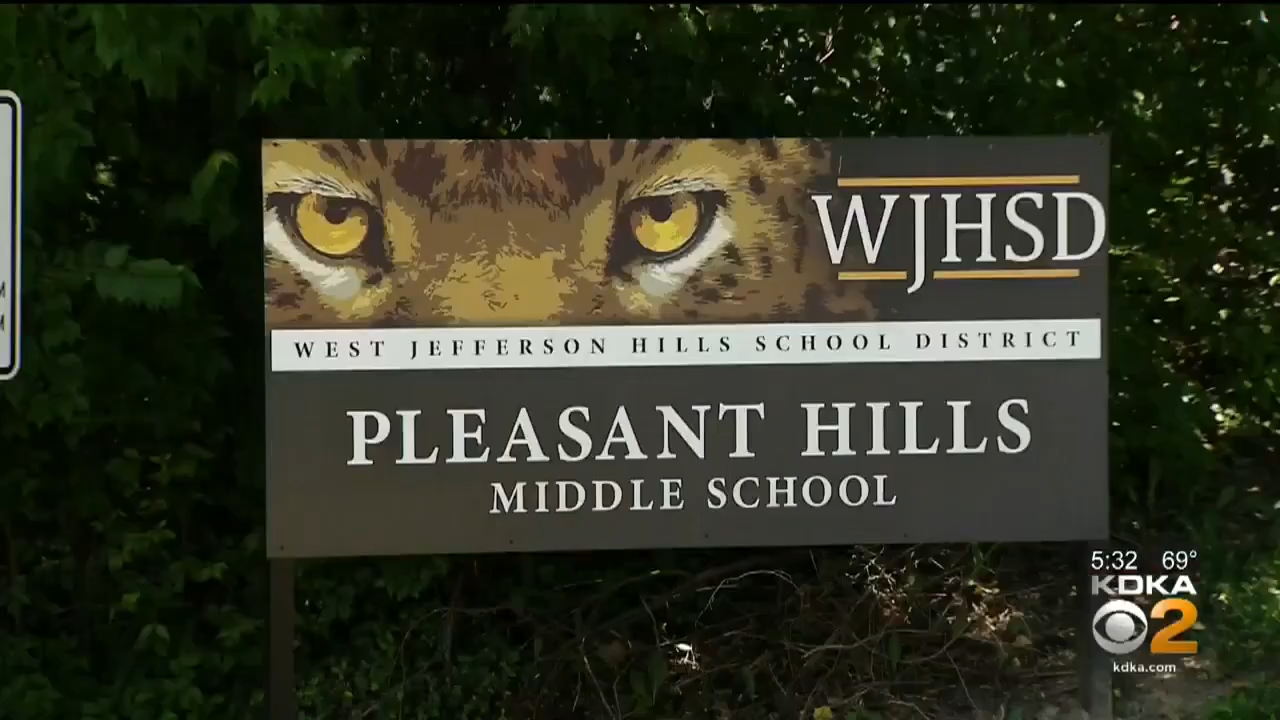 WJHSD
WEST JEFFERSON HILLS SCHOOL DISTRICT
PLEASANT HILLS
MIDDLE SCHOOL
M
M
5:32 69°
KDKA
2
kdka.com